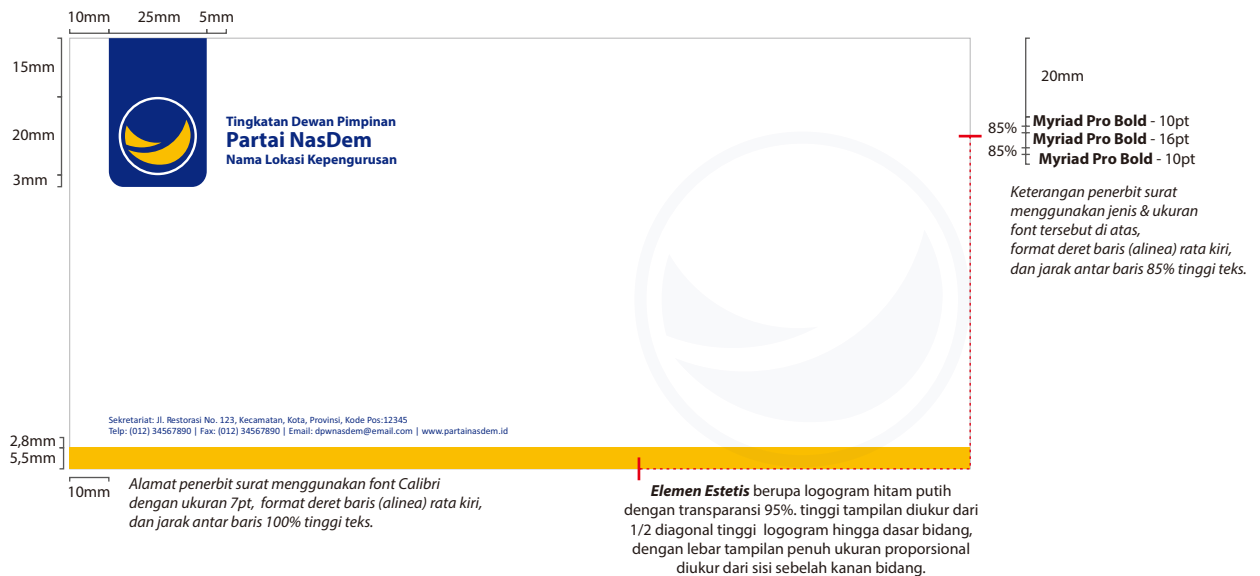 10mm
25mm
5mm
15mm
20mm
3mm
Tingkatan Dewan Pimpinan
Partai NasDem
Nama Lokasi Kepengurusan
20mm
85%
85%
Myriad Pro Bold - 10pt
Myriad Pro Bold - 16pt
Myriad Pro Bold - 10pt
Keterangan penerbit surat
menggunakan jenis & ukuran
font tersebut di atas,
format deret baris (alinea) rata kiri,
dan jarak antar baris 85% tinggi teks.
Sekretariat: Jl. Restorasi No. 123, Kecamatan, Kota, Provinsi, Kode Pos:12345
Telp: (012) 34567890 | Fax: (012) 34567890 | Email: dpwnasdem@email.com | www.partainasdem.id
2,8mm
5,5mm
10mm
Alamat penerbit surat menggunakan font Calibri
dengan ukuran 7pt, format deret baris (alinea) rata kiri,
dan jarak antar baris 100% tinggi teks.
Elemen Estetis berupa logogram hitam putih
dengan transparansi 95%. tinggi tampilan diukur dari
1/2 diagonal tinggi logogram hingga dasar bidang,
dengan lebar tampilan penuh ukuran proporsional
diukur dari sisi sebelah kanan bidang.